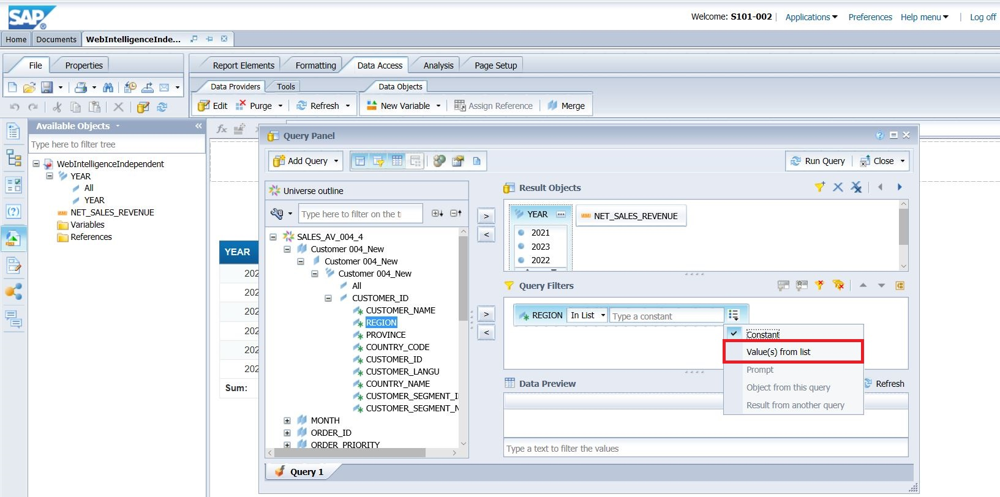 SAP
Welcome: S101-002 | Applications Preferences Help menu | Log off
Home Documents WebIntelligenceInde...
File Properties Report Elements Formatting Data Access Analysis Page Setup
Data Providers Tools Data Objects
Edit Purge Refresh New Variable Assign Reference Merge
Available Objects
Type here to filter tree
WebIntelligenceIndependent
YEAR
All
YEAR
NET_SALES_REVENUE
Variables
References
fx
YEAR
202
202
202
202
202
202
Sum:
Query Panel
Add Query
Run Query Close
Universe outline
Type here to filter on the t
SALES_AV_004_4
Customer 004_New
Customer 004_New
Customer 004_New
All
CUSTOMER_ID
CUSTOMER_NAME
REGION
PROVINCE
COUNTRY_CODE
CUSTOMER_ID
CUSTOMER_LANGU
COUNTRY_NAME
CUSTOMER_SEGMENT_I
CUSTOMER_SEGMENT_N
MONTH
ORDER_ID
ORDER_PRIORITY
> 
<
>
<
Result Objects
YEAR NET_SALES_REVENUE
2021
2023
2022
Query Filters
REGION In List Type a constant
Constant
Value(s) from list
Prompt
Object from this query
Result from another query
Data Preview Refresh
Type a text to filter the values
Query 1